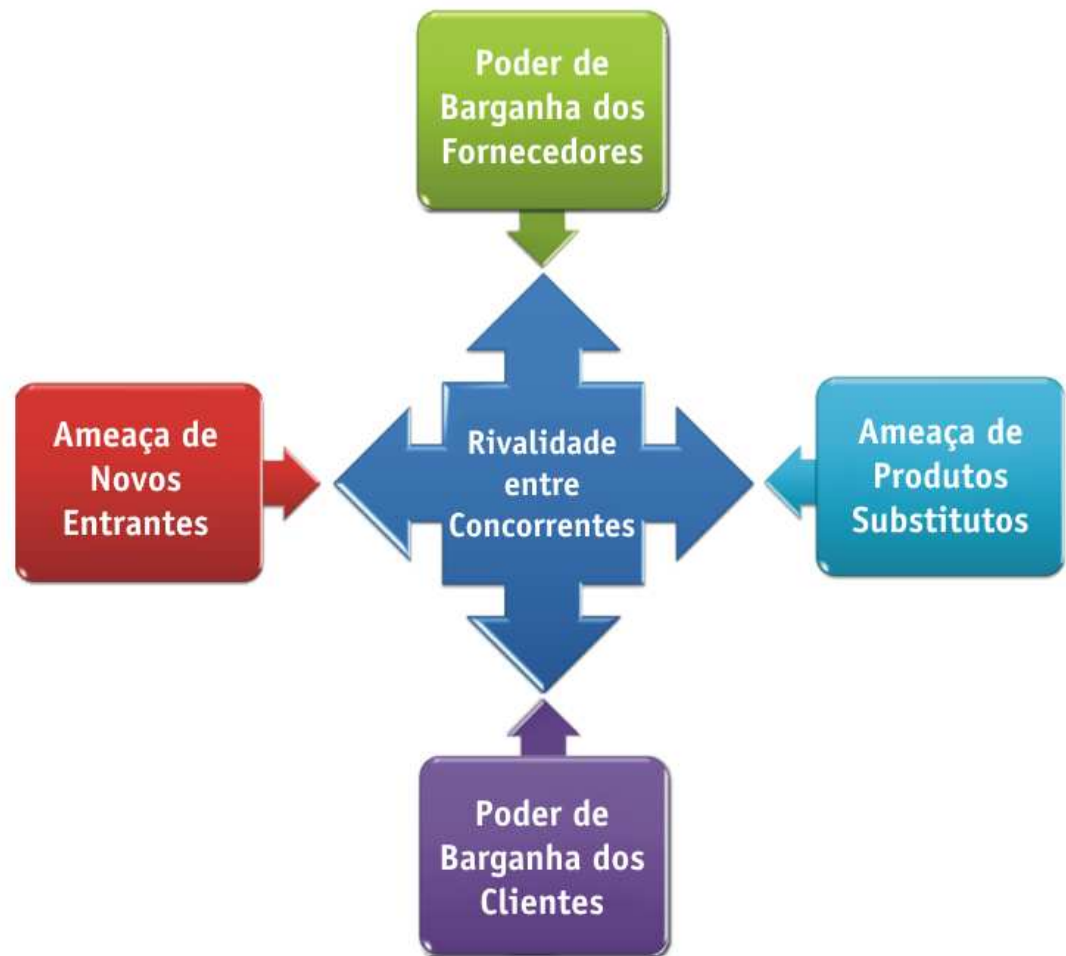 Poder de
Barganha dos
Fornecedores
Ameaça de
Novos
Entrantes
Rivalidade
entre
Concorrentes
Ameaça de
Produtos
Substitutos
Poder de
Barganha dos
Clientes